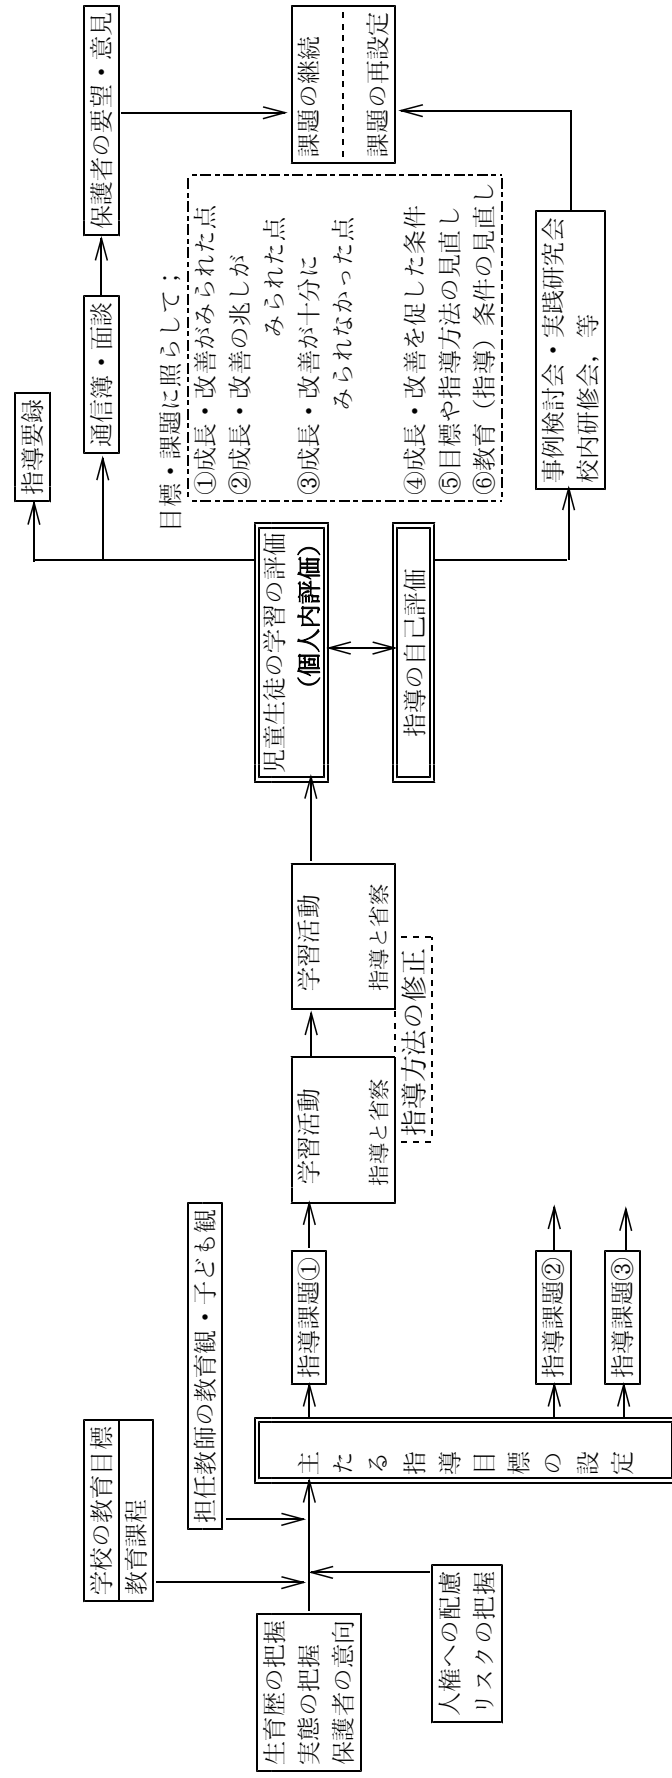 学校の教育目標
教育課程
担任教師の教育観・子ども観
生育歴の把握
実態の把握
保護者の意向
人権への配慮
リスクの把握
主たる指導目標の設定
指導課題①
指導課題②
指導課題③
学習活動
指導と省察
学習活動
指導と省察
指導方法の修正
児童生徒の学習の評価
(個人内評価)
指導の自己評価
指導要録
通信簿・面談
保護者の要望・意見
目標・課題に照らして；
①成長・改善がみられた点
②成長・改善の兆しが
みられた点
③成長・改善が十分に
みられなかった点
④成長・改善を促した条件
⑤目標や指導方法の見直し
⑥教育（指導）条件の見直し
事例検討会・実践研究会
校内研修会，等
課題の継続
課題の再設定